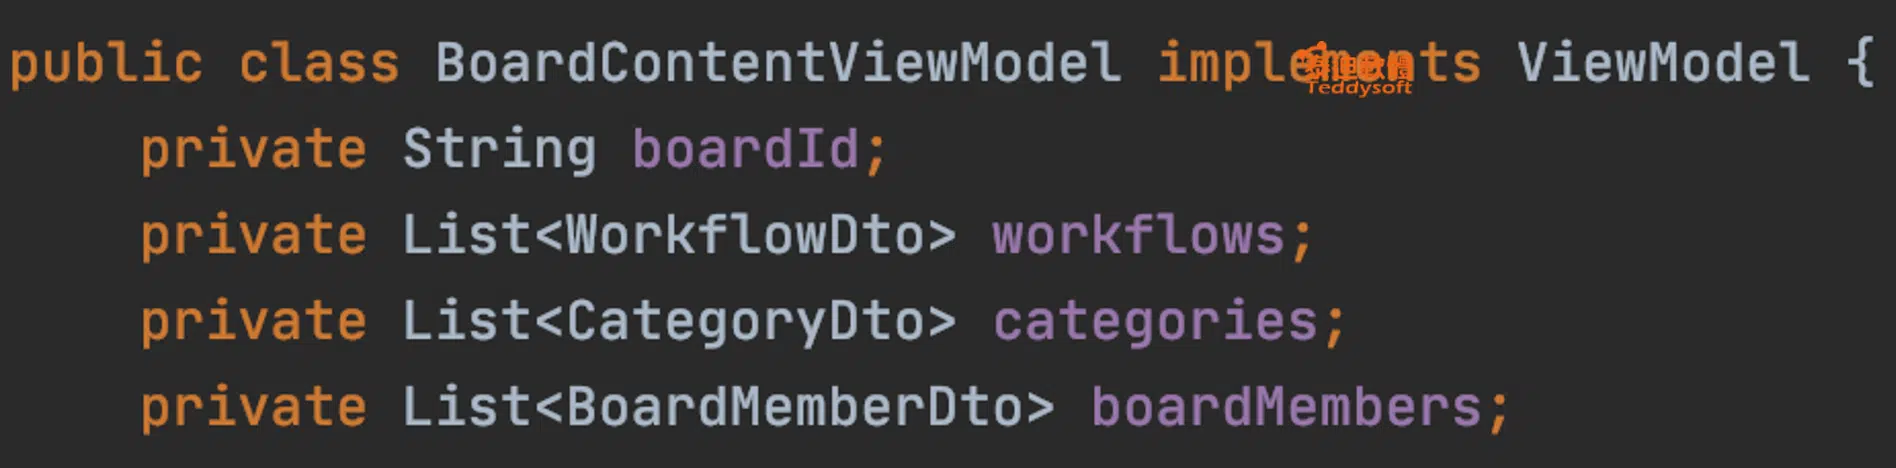 public class BoardContentViewModel implements ViewModel {
Teddysoft
private String boardId;
private List<WorkflowDto> workflows;
private List<CategoryDto> categories;
private List<BoardMemberDto> boardMembers;